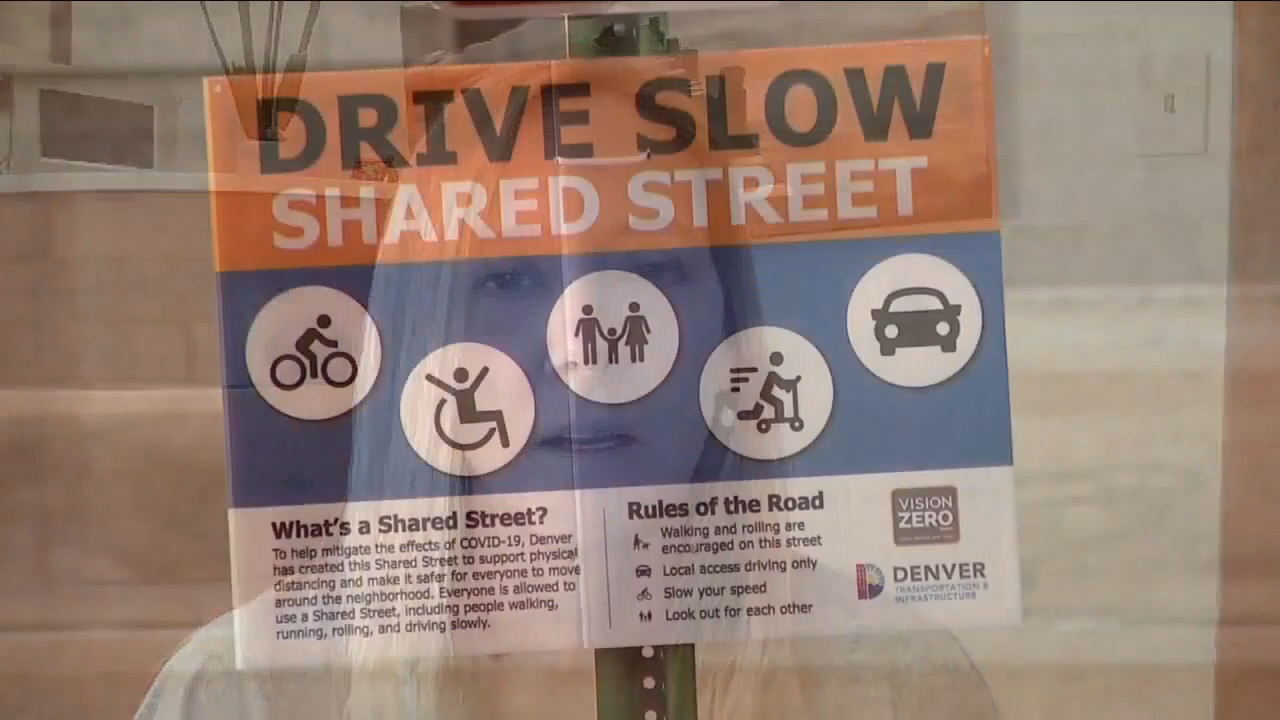 DRIVE SLOW
SHARED STREET
What's a Shared Street?
To help mitigate the effects of COVID-19, Denver
has created this Shared Street to support physical
distancing and make it safer for everyone to move
around the neighborhood. Everyone is allowed to
use a Shared Street, including people walking,
running, rolling, and driving slowly.
Rules of the Road
Walking and rolling are
encouraged on this street
Local access driving only
Slow your speed
Look out for each other
VISION
ZERO
DENVER
TRANSPORTATION &
INFRASTRUCTURE